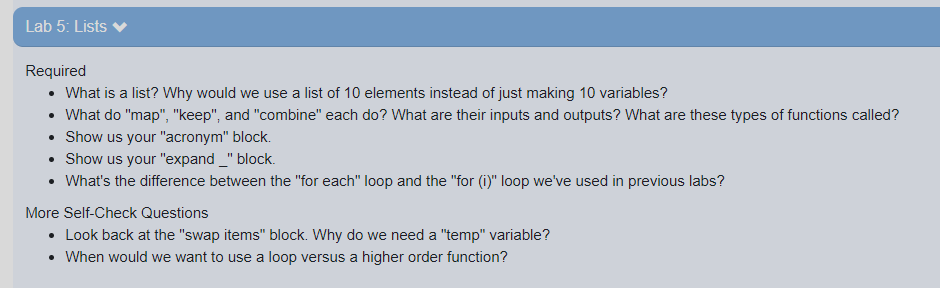 Lab 5: Lists
Required
What is a list? Why would we use a list of 10 elements instead of just making 10 variables?
What do "map", "keep", and "combine" each do? What are their inputs and outputs? What are these types of functions called?
Show us your "acronym" block.
Show us your "expand _" block.
What's the difference between the "for each" loop and the "for (i)" loop we've used in previous labs?
More Self-Check Questions
Look back at the "swap items" block. Why do we need a "temp" variable?
When would we want to use a loop versus a higher order function?